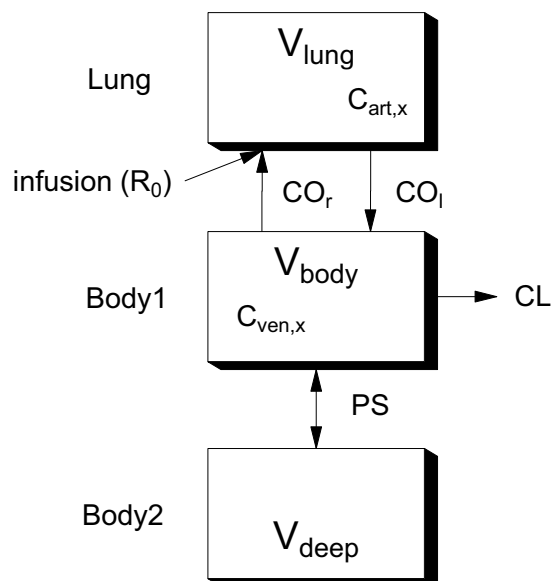 V_lung
Lung
C_art,x
infusion (R_0)
CO_r
CO_l
V_body
Body1
CL
C_ven,x
PS
Body2
V_deep